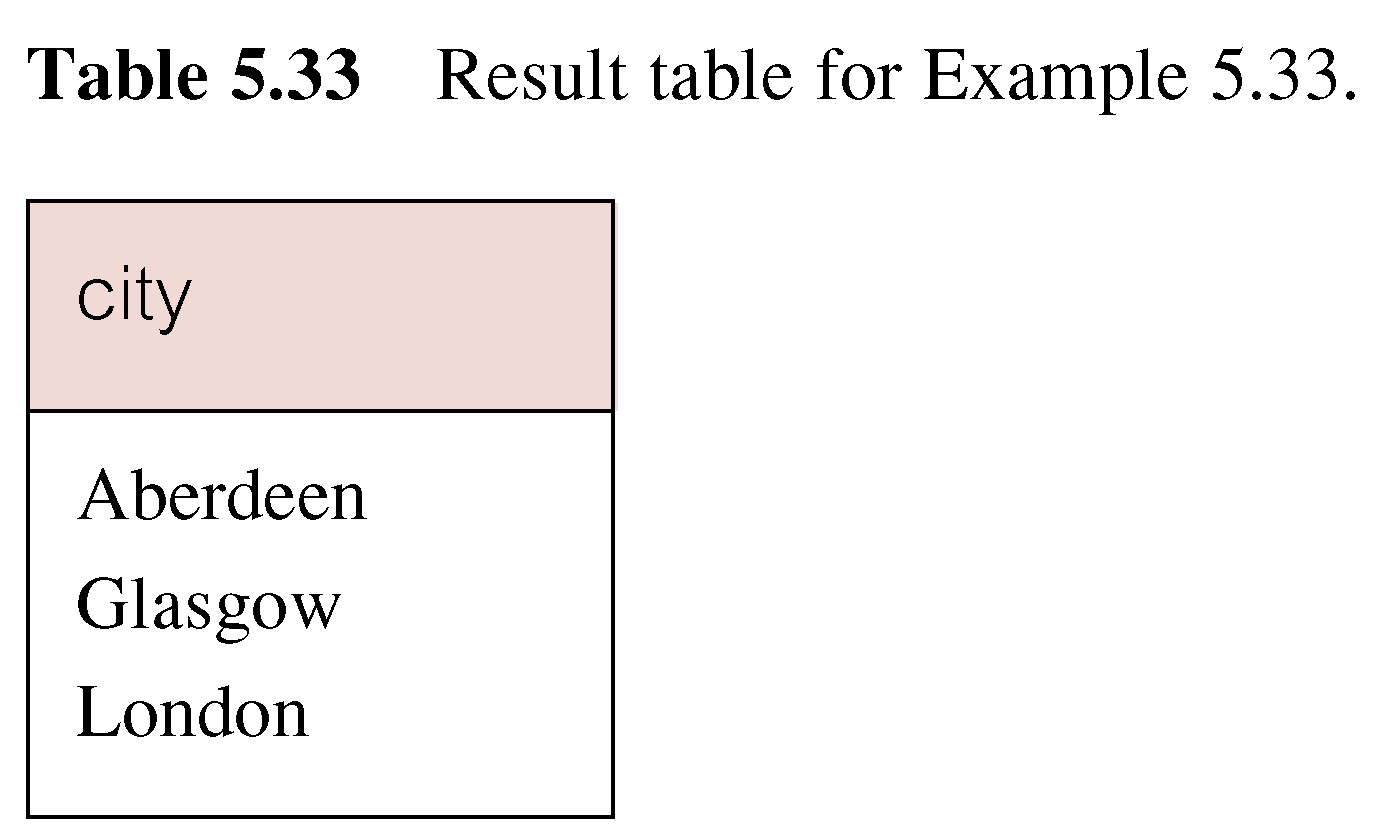 Table 5.33 Result table for Example 5.33.
city
Aberdeen
Glasgow
London